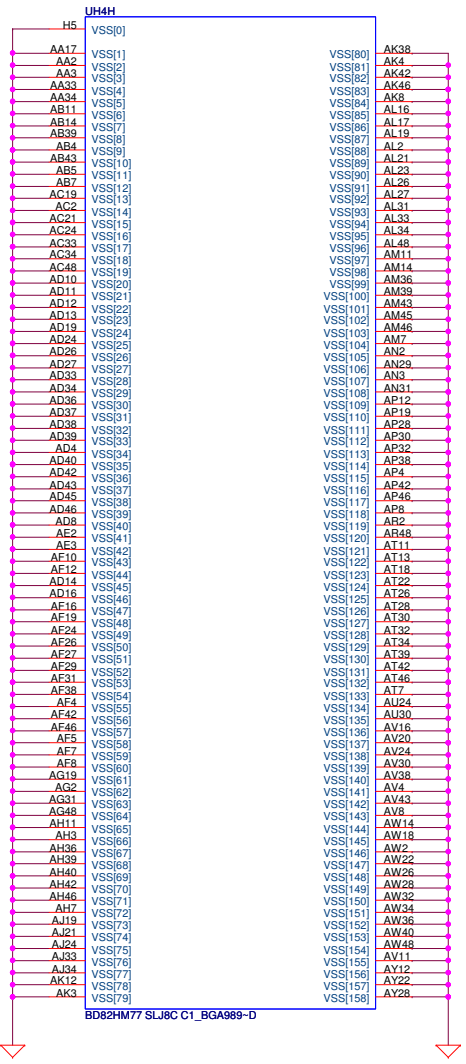 UH4H
H5 VSS[0]
AA17 VSS[1]
AA2 VSS[2]
AA3 VSS[3]
AA33 VSS[4]
AA34 VSS[5]
AB11 VSS[6]
AB14 VSS[7]
AB39 VSS[8]
AB4 VSS[9]
AB43 VSS[10]
AB5 VSS[11]
AB7 VSS[12]
AC19 VSS[13]
AC2 VSS[14]
AC21 VSS[15]
AC24 VSS[16]
AC33 VSS[17]
AC34 VSS[18]
AC48 VSS[19]
AD10 VSS[20]
AD11 VSS[21]
AD12 VSS[22]
AD13 VSS[23]
AD19 VSS[24]
AD24 VSS[25]
AD26 VSS[26]
AD27 VSS[27]
AD33 VSS[28]
AD34 VSS[29]
AD36 VSS[30]
AD37 VSS[31]
AD38 VSS[32]
AD39 VSS[33]
AD4 VSS[34]
AD40 VSS[35]
AD42 VSS[36]
AD43 VSS[37]
AD45 VSS[38]
AD46 VSS[39]
AD8 VSS[40]
AE2 VSS[41]
AE3 VSS[42]
AF10 VSS[43]
AF12 VSS[44]
AD14 VSS[45]
AD16 VSS[46]
AF16 VSS[47]
AF19 VSS[48]
AF24 VSS[49]
AF26 VSS[50]
AF27 VSS[51]
AF29 VSS[52]
AF31 VSS[53]
AF38 VSS[54]
AF4 VSS[55]
AF42 VSS[56]
AF46 VSS[57]
AF5 VSS[58]
AF7 VSS[59]
AF8 VSS[60]
AG19 VSS[61]
AG2 VSS[62]
AG31 VSS[63]
AG48 VSS[64]
AH11 VSS[65]
AH3 VSS[66]
AH36 VSS[67]
AH39 VSS[68]
AH40 VSS[69]
AH42 VSS[70]
AH46 VSS[71]
AH7 VSS[72]
AJ19 VSS[73]
AJ21 VSS[74]
AJ24 VSS[75]
AJ33 VSS[76]
AJ34 VSS[77]
AK12 VSS[78]
AK3 VSS[79]
VSS[80] AK38
VSS[81] AK4
VSS[82] AK42
VSS[83] AK46
VSS[84] AK8
VSS[85] AL16
VSS[86] AL17
VSS[87] AL19
VSS[88] AL2
VSS[89] AL21
VSS[90] AL23
VSS[91] AL26
VSS[92] AL27
VSS[93] AL31
VSS[94] AL33
VSS[95] AL34
VSS[96] AL48
VSS[97] AM11
VSS[98] AM14
VSS[99] AM36
VSS[100] AM39
VSS[101] AM43
VSS[102] AM45
VSS[103] AM46
VSS[104] AM7
VSS[105] AN2
VSS[106] AN29
VSS[107] AN3
VSS[108] AN31
VSS[109] AP12
VSS[110] AP19
VSS[111] AP28
VSS[112] AP30
VSS[113] AP32
VSS[114] AP38
VSS[115] AP4
VSS[116] AP42
VSS[117] AP46
VSS[118] AP8
VSS[119] AR2
VSS[120] AR48
VSS[121] AT11
VSS[122] AT13
VSS[123] AT18
VSS[124] AT22
VSS[125] AT26
VSS[126] AT28
VSS[127] AT30
VSS[128] AT32
VSS[129] AT34
VSS[130] AT39
VSS[131] AT42
VSS[132] AT46
VSS[133] AT7
VSS[134] AU24
VSS[135] AU30
VSS[136] AV16
VSS[137] AV20
VSS[138] AV24
VSS[139] AV30
VSS[140] AV38
VSS[141] AV4
VSS[142] AV43
VSS[143] AV8
VSS[144] AW14
VSS[145] AW18
VSS[146] AW2
VSS[147] AW22
VSS[148] AW26
VSS[149] AW28
VSS[150] AW32
VSS[151] AW34
VSS[152] AW36
VSS[153] AW40
VSS[154] AW48
VSS[155] AV11
VSS[156] AY12
VSS[157] AY22
VSS[158] AY28
BD82HM77 SLJ8C C1_BGA989~D